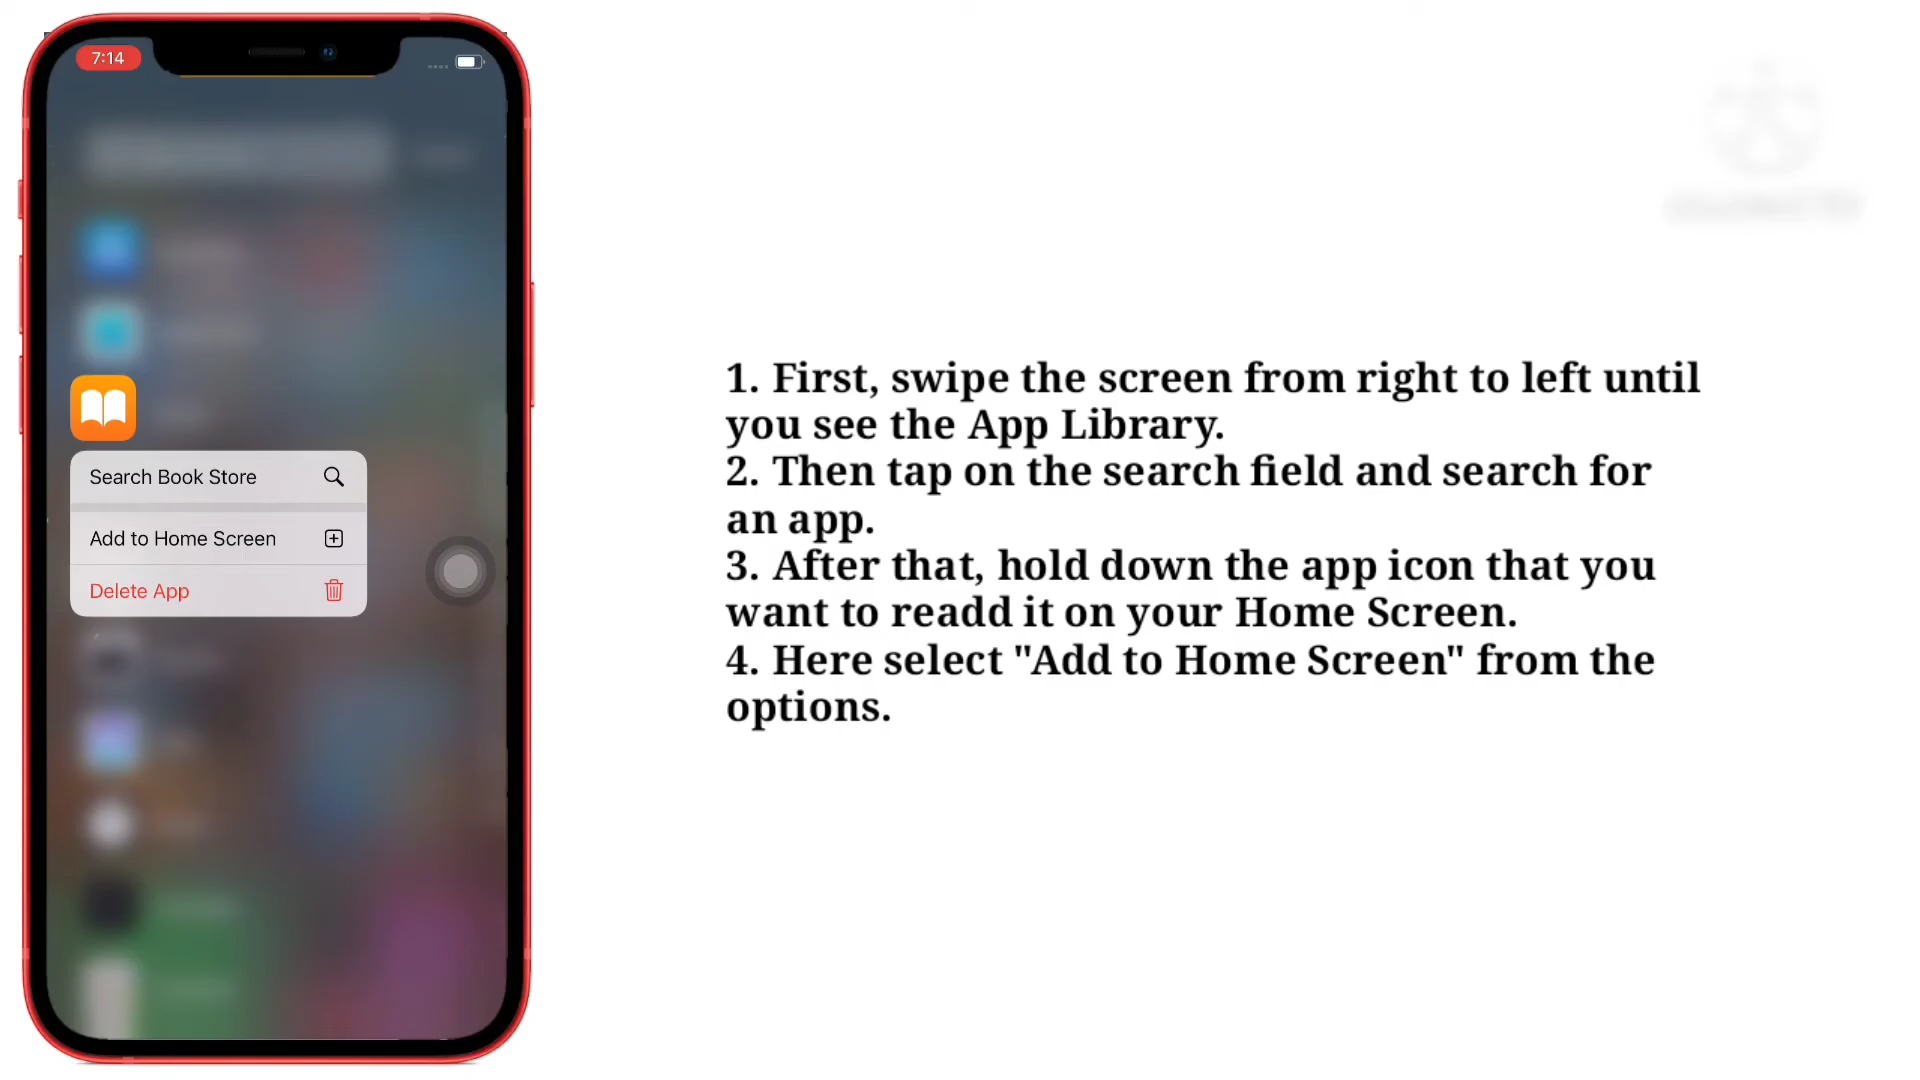 7:14
Search Book Store
Add to Home Screen
Delete App
1. First, swipe the screen from right to left until
you see the App Library.
2. Then tap on the search field and search for
an app.
3. After that, hold down the app icon that you
want to readd it on your Home Screen.
4. Here select "Add to Home Screen" from the
options.